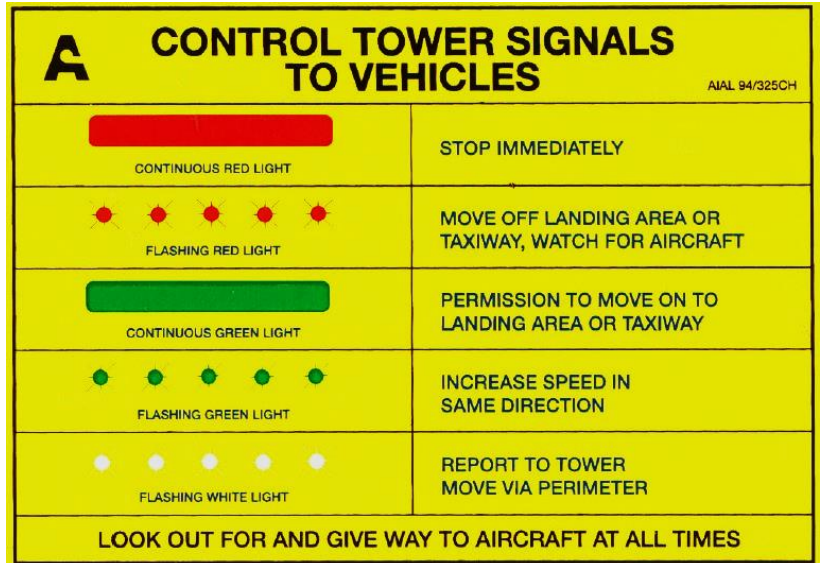 CONTROL TOWER SIGNALS
TO VEHICLES
AIAL 94/325CH
CONTINUOUS RED LIGHT
STOP IMMEDIATELY
FLASHING RED LIGHT
MOVE OFF LANDING AREA OR
TAXIWAY, WATCH FOR AIRCRAFT
CONTINUOUS GREEN LIGHT
PERMISSION TO MOVE ON TO
LANDING AREA OR TAXIWAY
FLASHING GREEN LIGHT
INCREASE SPEED IN
SAME DIRECTION
FLASHING WHITE LIGHT
REPORT TO TOWER
MOVE VIA PERIMETER
LOOK OUT FOR AND GIVE WAY TO AIRCRAFT AT ALL TIMES